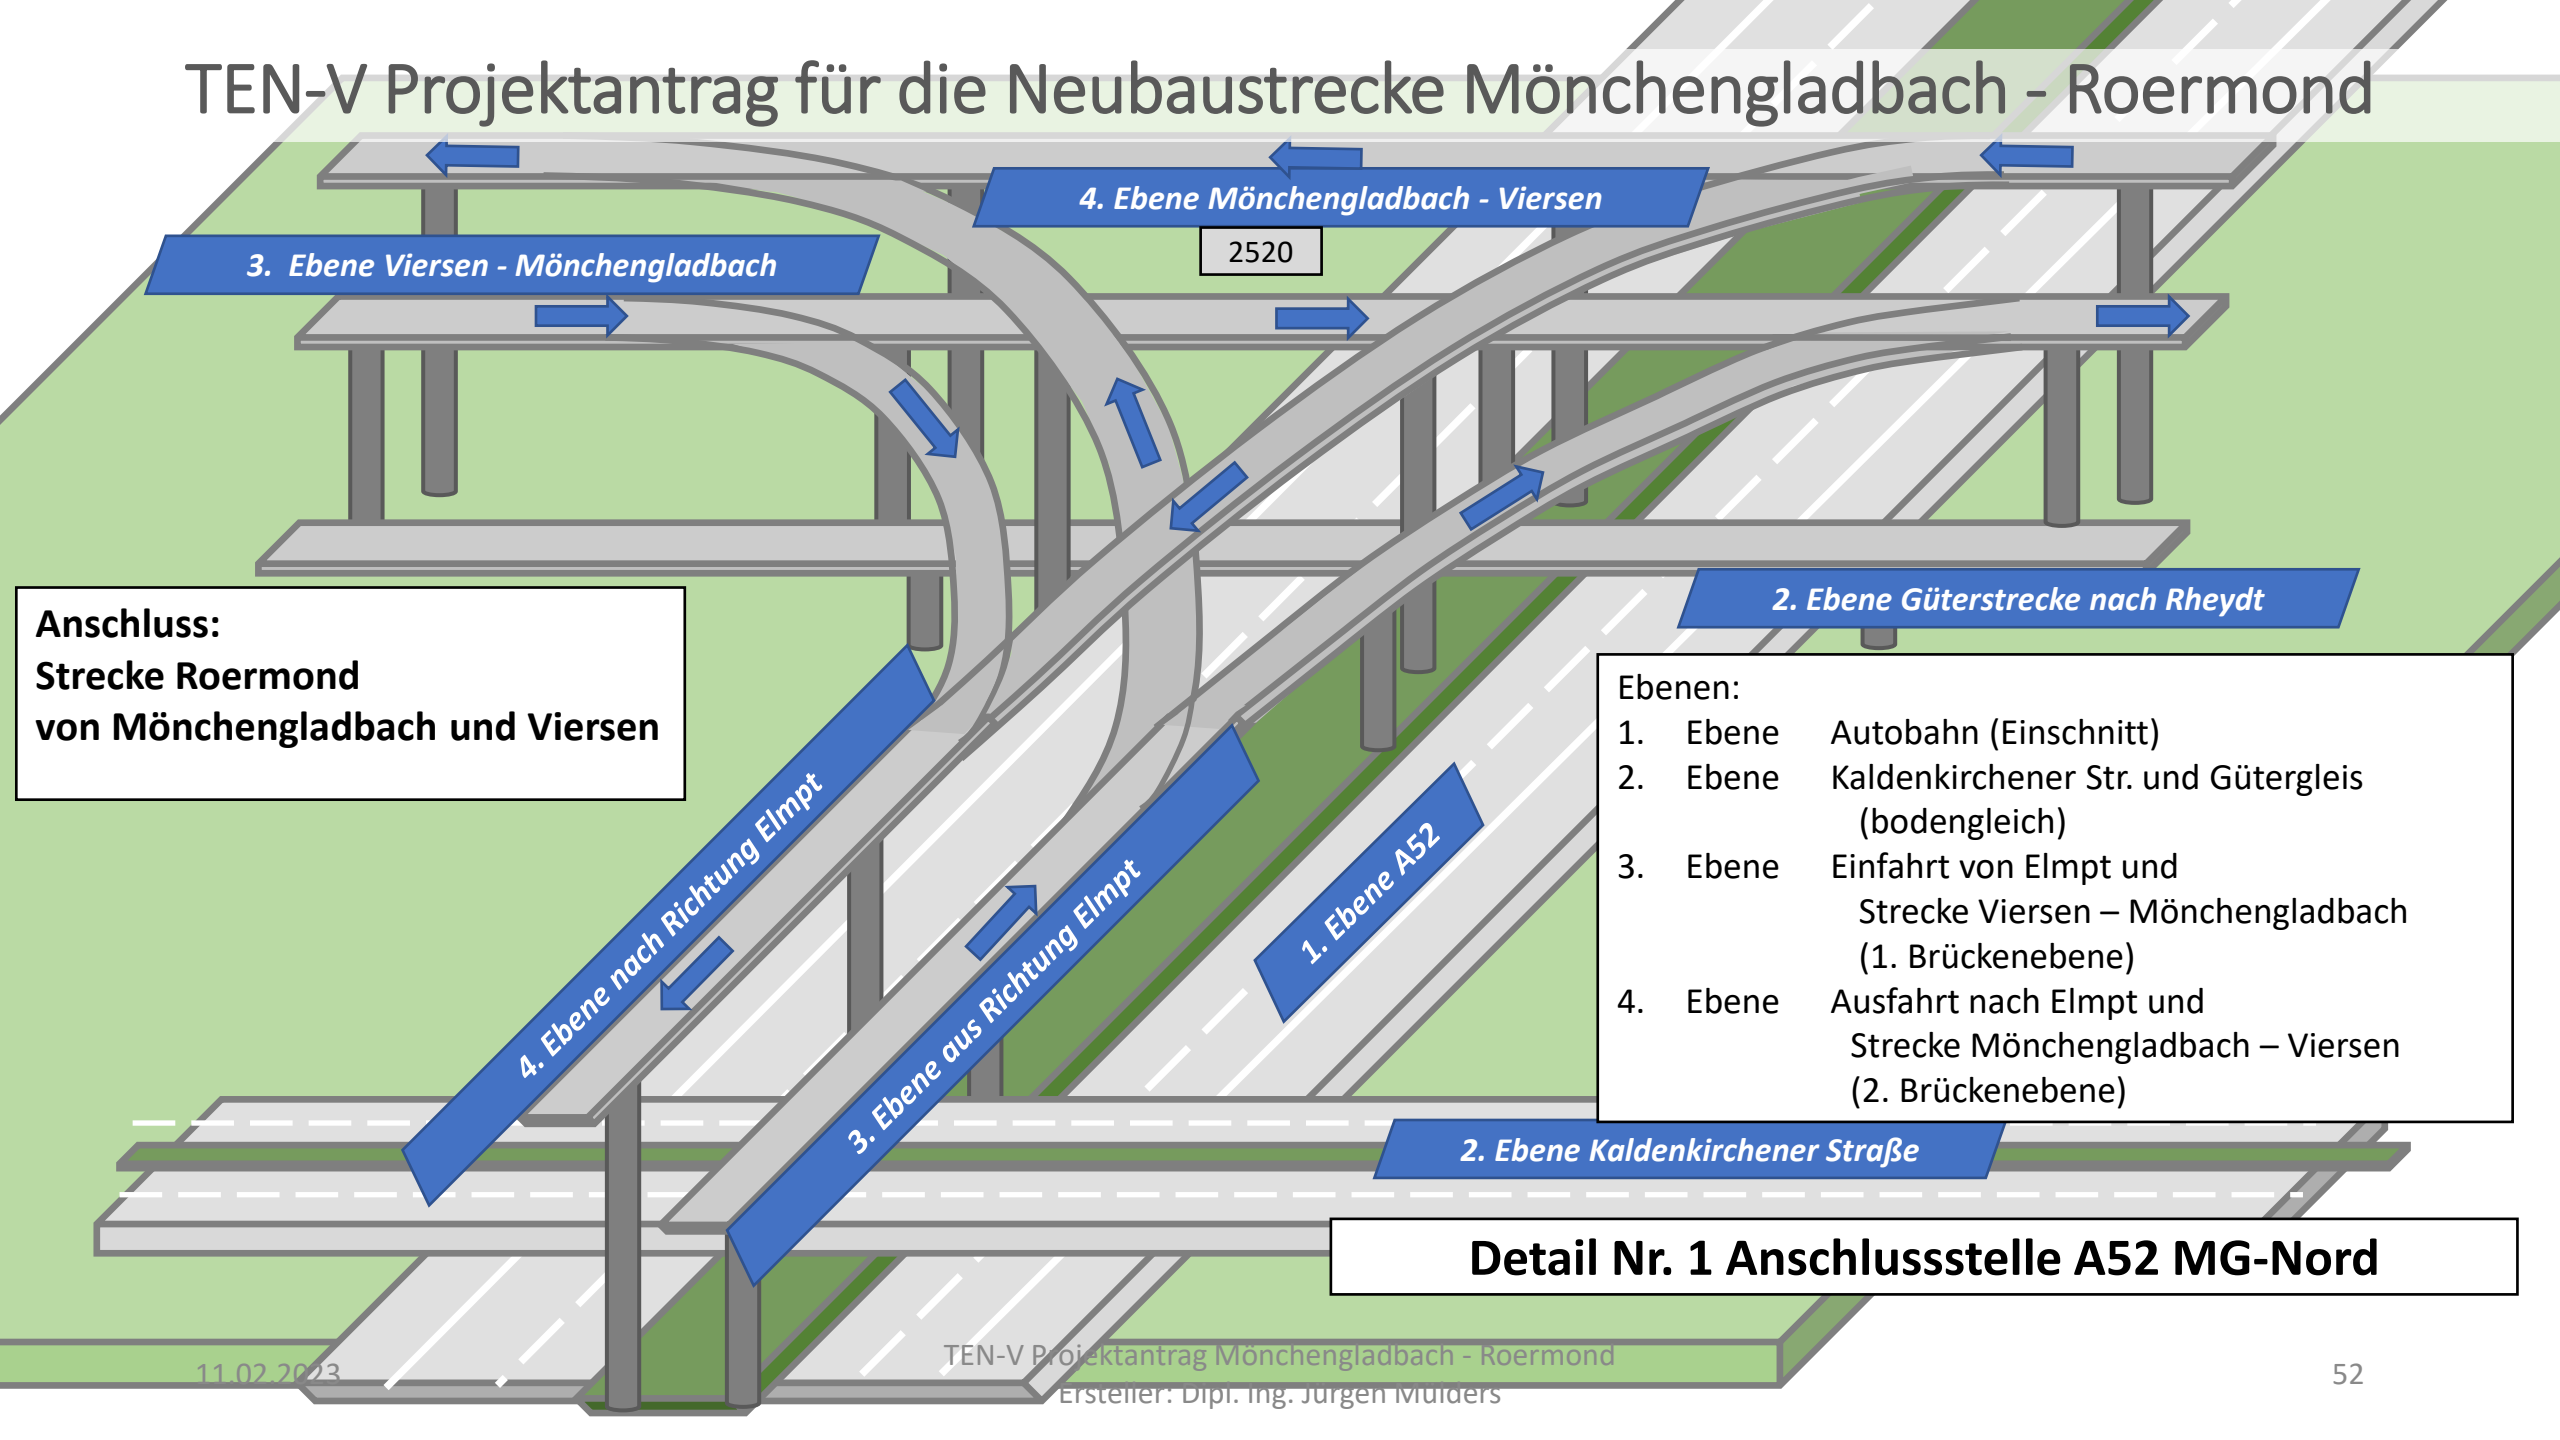 TEN-V Projektantrag für die Neubaustrecke Mönchengladbach - Roermond
4. Ebene Mönchengladbach - Viersen
2520
3. Ebene Viersen - Mönchengladbach
2. Ebene Güterstrecke nach Rheydt
Anschluss:
Strecke Roermond
von Mönchengladbach und Viersen
Ebenen:
1. Ebene Autobahn (Einschnitt)
2. Ebene Kaldenkirchener Str. und Gütergleis
(bodengleich)
3. Ebene Einfahrt von Elmpt und
Strecke Viersen – Mönchengladbach
(1. Brückenebene)
4. Ebene Ausfahrt nach Elmpt und
Strecke Mönchengladbach – Viersen
(2. Brückenebene)
4. Ebene nach Richtung Elmpt
3. Ebene aus Richtung Elmpt
1. Ebene A52
2. Ebene Kaldenkirchener Straße
Detail Nr. 1 Anschlussstelle A52 MG-Nord
11.02.2023
TEN-V Projektantrag Mönchengladbach - Roermond
Ersteller: Dipl. Ing. Jürgen Mülders
52